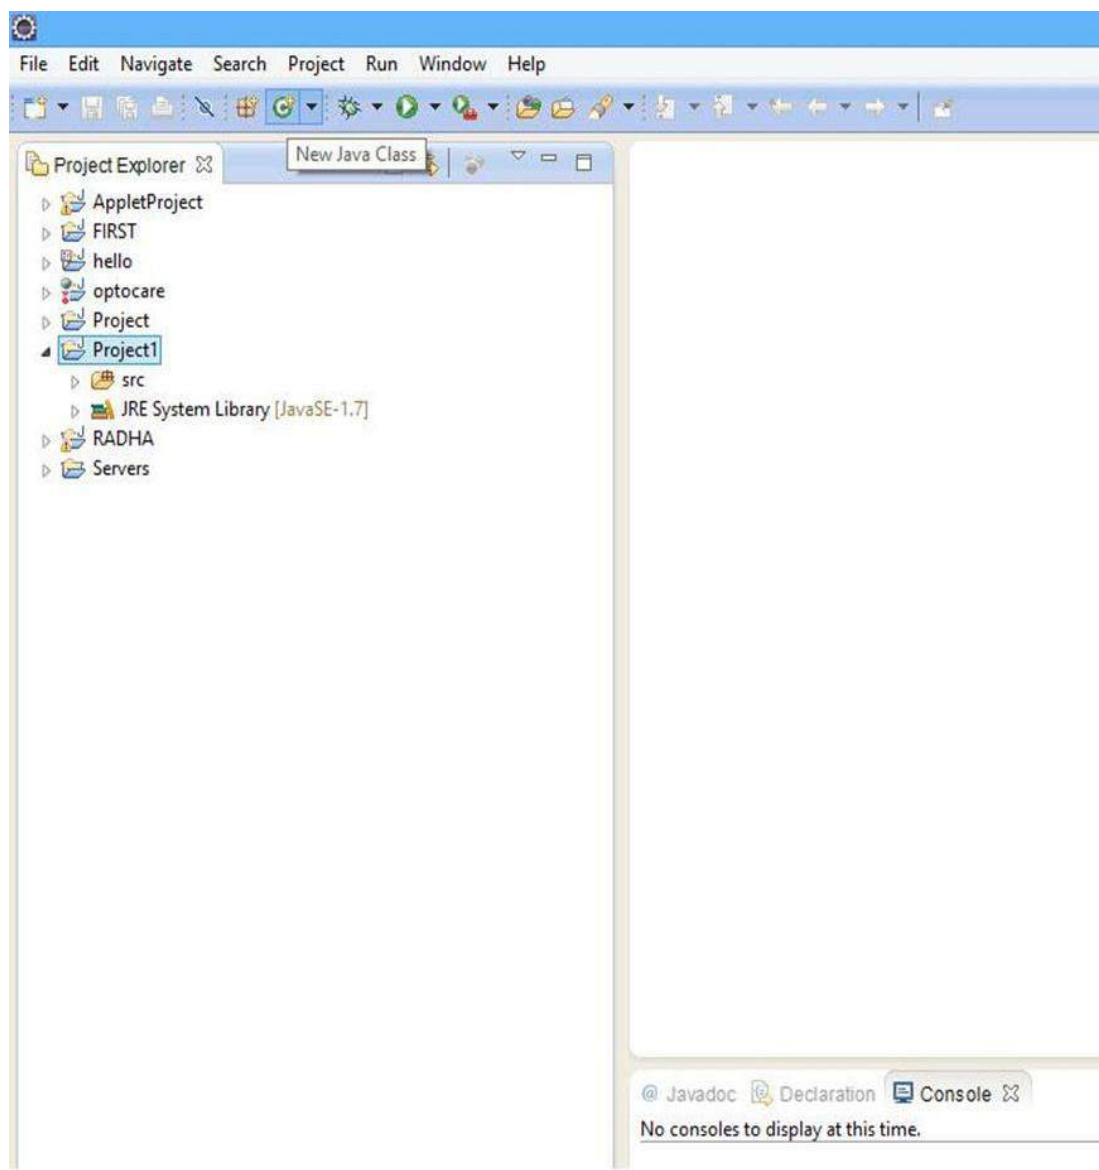 File Edit Navigate Search Project Run Window Help
New Java Class
Project Explorer
AppletProject
FIRST
hello
optocare
Project
Project1
src
JRE System Library [JavaSE-1.7]
RADHA
Servers
@ Javadoc Declaration Console
No consoles to display at this time.